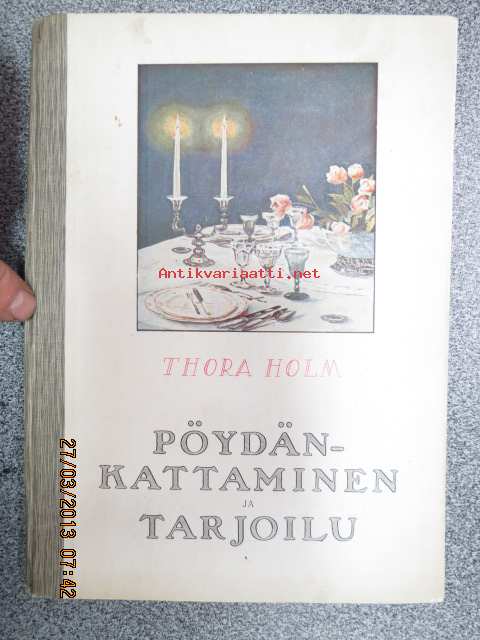 Antikvariaatti.net
THORA HOLM
PÖYDÄN-
KATTAMINEN
JA
TARJOILU
27/03/2013 07:42